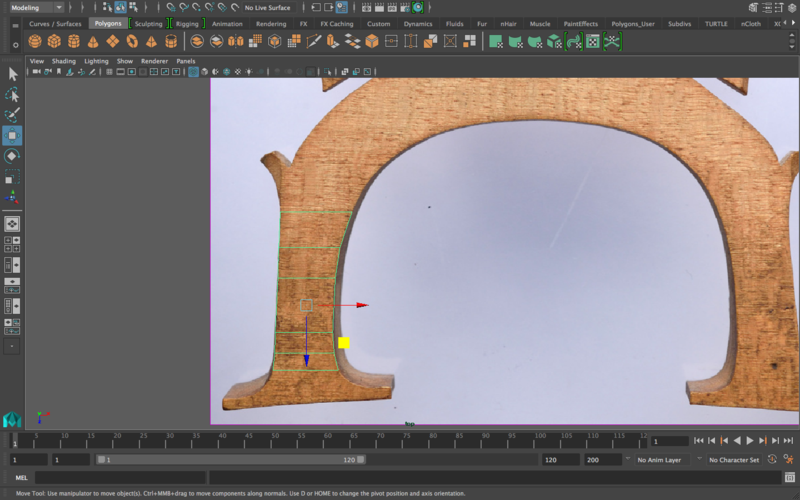 Modeling
No Live Surface
Curves / Surfaces Polygons Sculpting Rigging Animation Rendering FX FX Caching Custom Dynamics Fluids Fur nHair Muscle PaintEffects Polygons_User Subdivs TURTLE nCloth
View Shading Lighting Show Renderer Panels
top
1 5 10 15 20 25 30 35 40 45 50 55 60 65 70 75 80 85 90 95 100 105 110 115 12 1
1 1 1 120 120 200 No Anim Layer No Character Set
MEL
Move Tool: Use manipulator to move object(s). Ctrl+MMB+drag to move components along normals. Use D or HOME to change the pivot position and axis orientation.